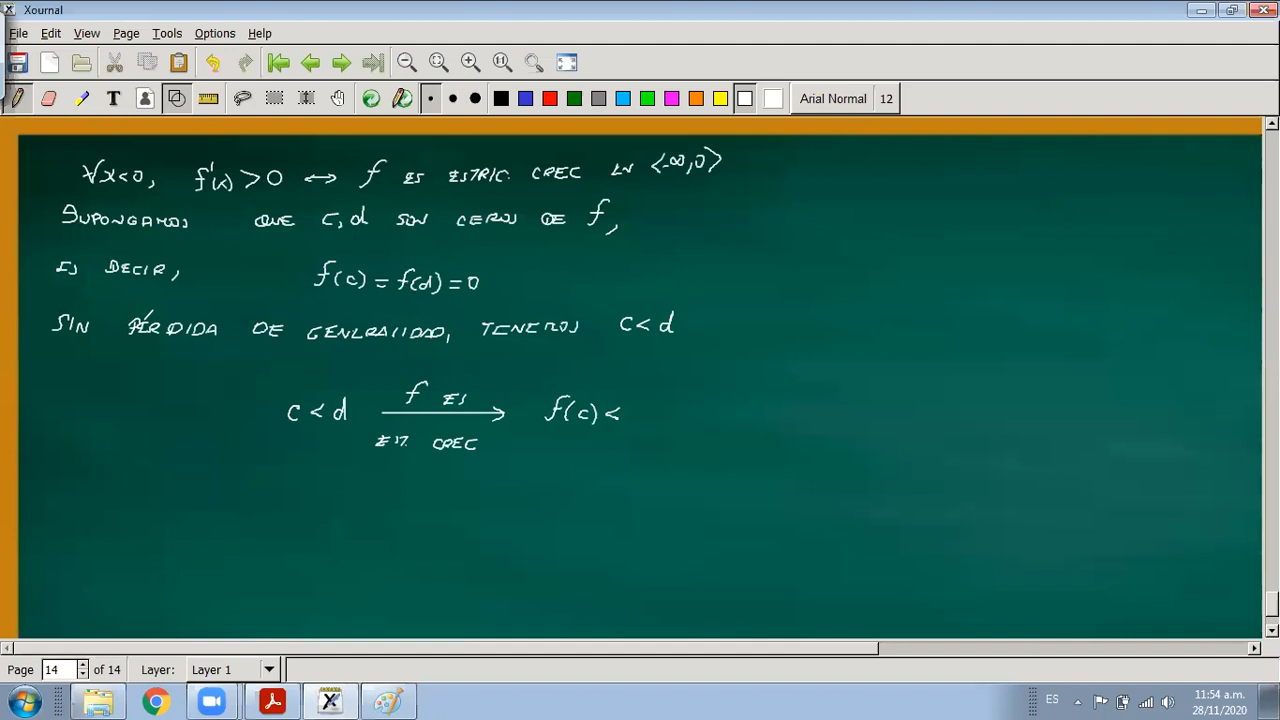 Xournal
File Edit View Page Tools Options Help
Arial Normal 12
∀x<0, f'(x) > 0 ↔ f ES ESTRIC. CREC EN <-∞,0>
SUPONGAMOS QUE C, d SON CEROS DE f,
ES DECIR, f(c) = f(d) = 0
SIN PÉRDIDA DE GENERALIDAD, TENEMOS c < d
f ES
c < d → f(c) <
EST. CREC
Page 14 of 14 Layer: Layer 1
ES 11:54 a.m.
28/11/2020